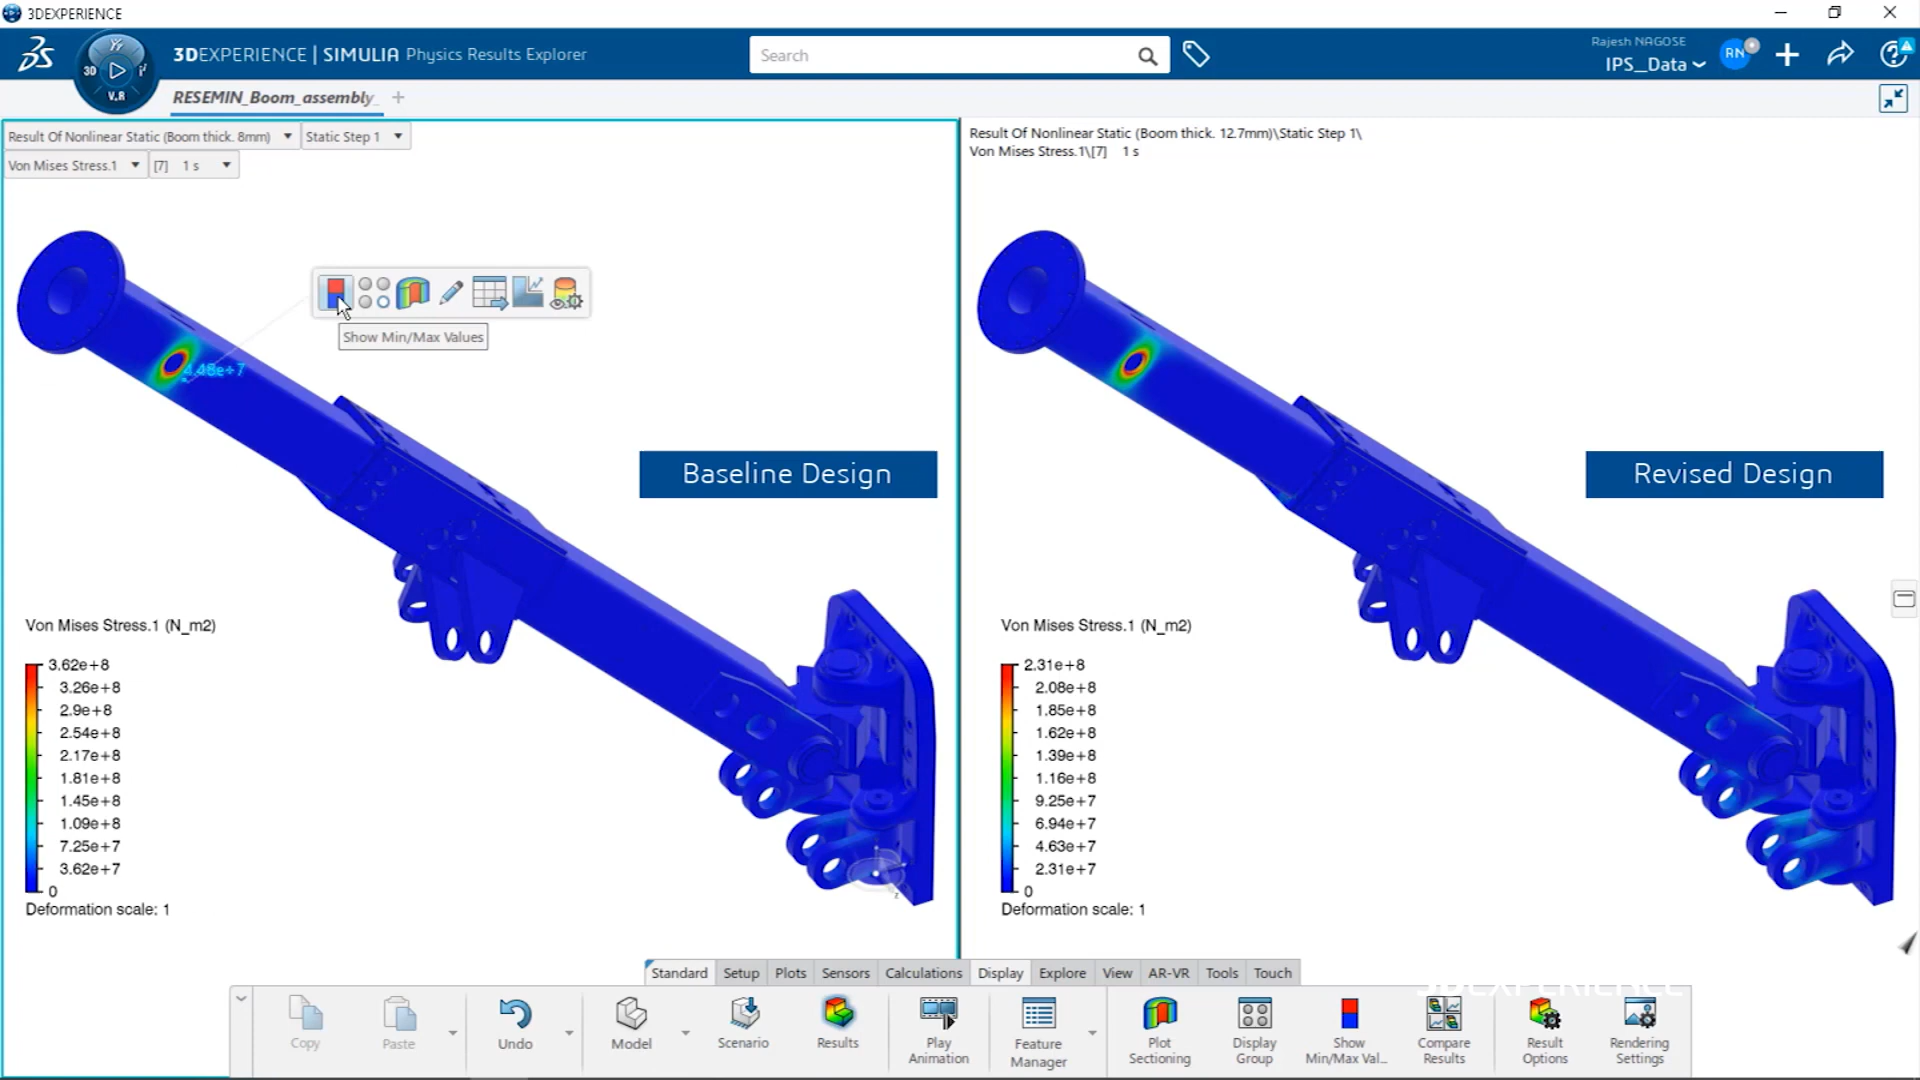 3DEXPERIENCE
3DEXPERIENCE | SIMULIA Physics Results Explorer
Search
Rajesh NAGOSE
IPS_Data
RN
3D
V.R
RESEMIN_Boom_assembly_
Result Of Nonlinear Static (Boom thick. 8mm)
Static Step 1
Von Mises Stress.1
[7] 1 s
Result Of Nonlinear Static (Boom thick. 12.7mm)\Static Step 1\
Von Mises Stress.1\[7] 1 s
Show Min/Max Values
4.48e+7
Baseline Design
Revised Design
Von Mises Stress.1 (N_m2)
3.62e+8
3.26e+8
2.9e+8
2.54e+8
2.17e+8
1.81e+8
1.45e+8
1.09e+8
7.25e+7
3.62e+7
0
Deformation scale: 1
Von Mises Stress.1 (N_m2)
2.31e+8
2.08e+8
1.85e+8
1.62e+8
1.39e+8
1.16e+8
9.25e+7
6.94e+7
4.63e+7
2.31e+7
0
Deformation scale: 1
Standard Setup Plots Sensors Calculations Display Explore View AR-VR Tools Touch
3DEXPERIENCE
Copy
Paste
Undo
Model
Scenario
Results
Play
Animation
Feature
Manager
Plot
Sectioning
Display
Group
Show
Min/Max Val...
Compare
Results
Result
Options
Rendering
Settings